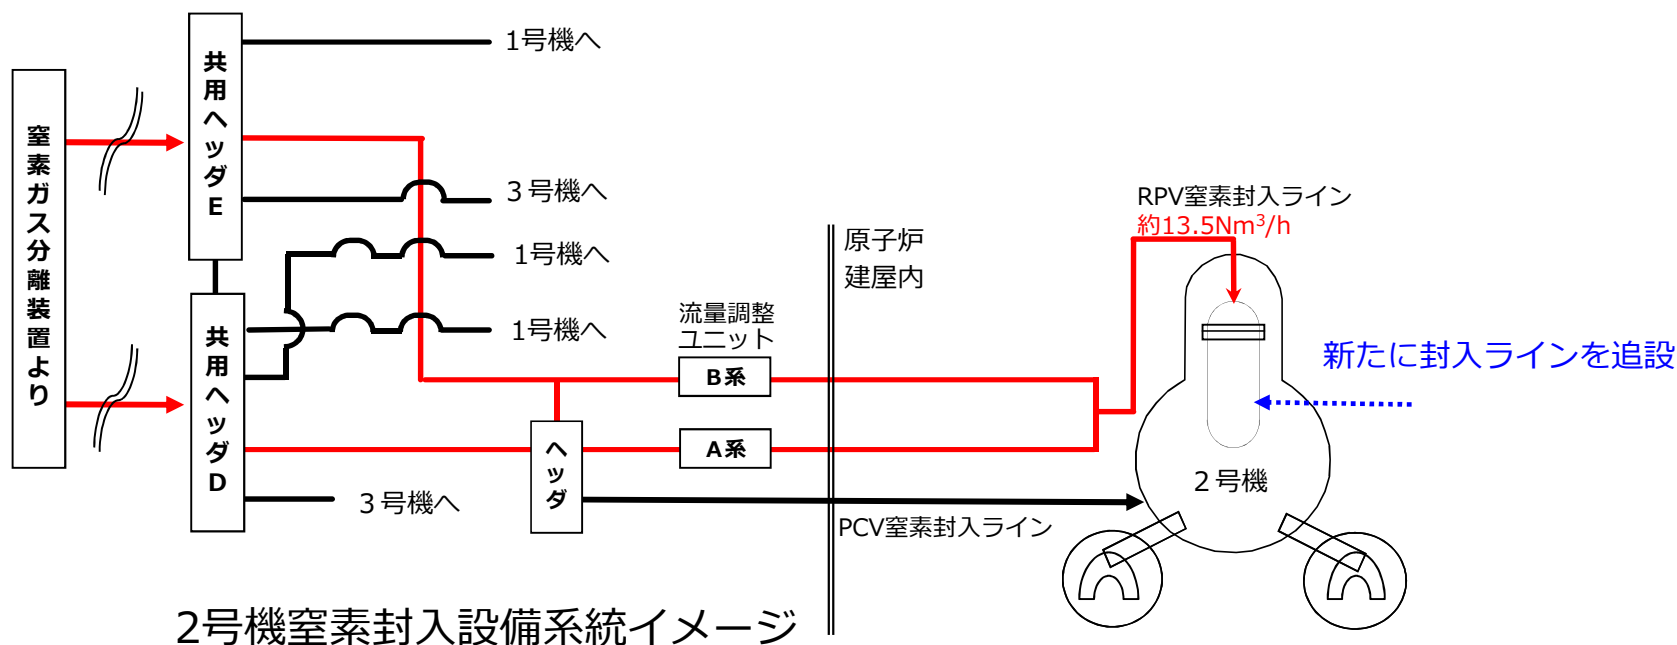 窒素ガス分離装置より
共用ヘッダE
共用ヘッダD
1号機へ
３号機へ
1号機へ
1号機へ
３号機へ
ヘッダ
流量調整
ユニット
B系
A系
原子炉
建屋内
PCV窒素封入ライン
RPV窒素封入ライン
約13.5Nm³/h
新たに封入ラインを追設
２号機
2号機窒素封入設備系統イメージ